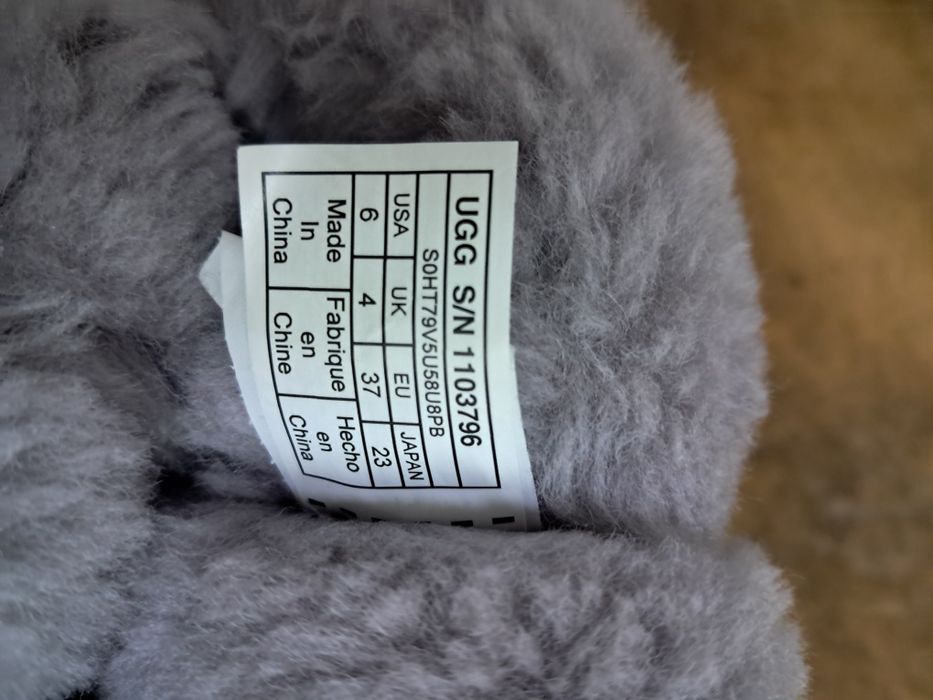 UGG S/N 1103796
S0HT79V5U58U8PB
USA UK EU JAPAN
6 4 37 23
Made Fabrique Hecho
In en en
China Chine China